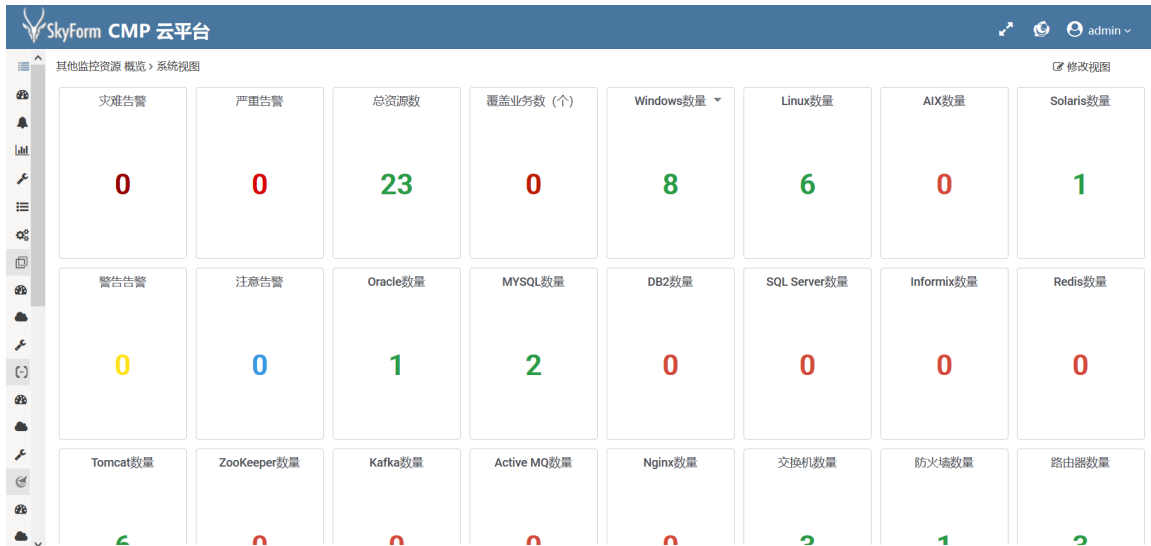 SkyForm CMP 云平台 admin
其他监控资源 概览 > 系统视图 修改视图
灾难告警 严重告警 总资源数 覆盖业务数（个） Windows数量 Linux数量 AIX数量 Solaris数量
0 0 23 0 8 6 0 1
警告告警 注意告警 Oracle数量 MYSQL数量 DB2数量 SQL Server数量 Informix数量 Redis数量
0 0 1 2 0 0 0 0
Tomcat数量 ZooKeeper数量 Kafka数量 Active MQ数量 Nginx数量 交换机数量 防火墙数量 路由器数量
6 0 0 0 0 3 1 3